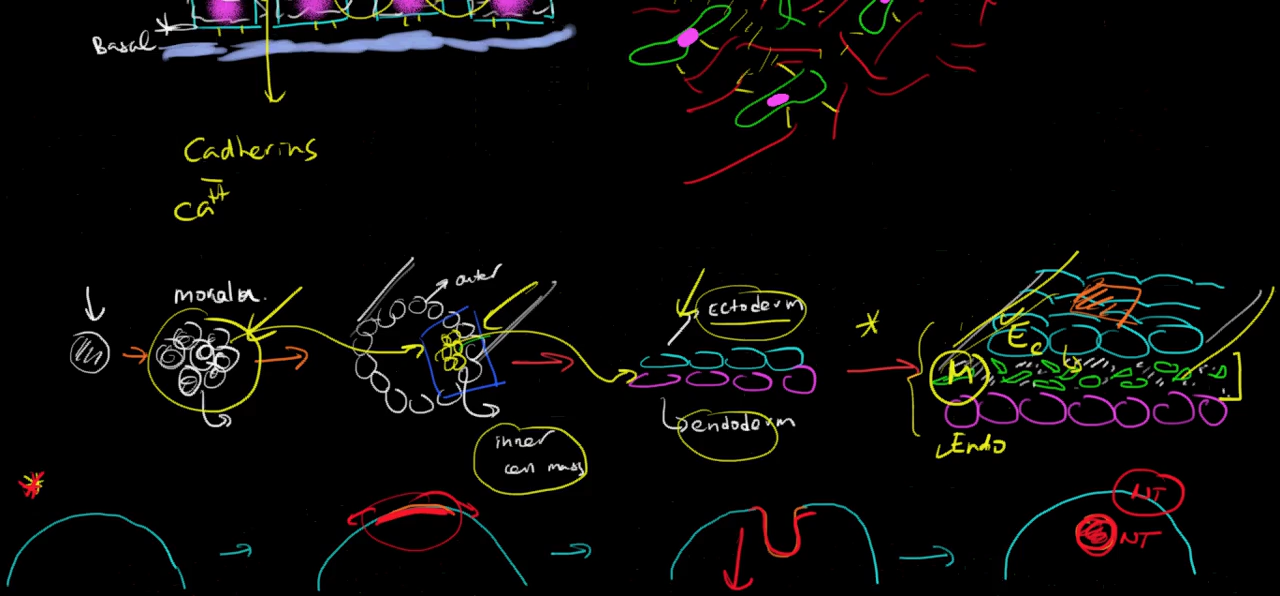 Basal
Cadherins
Ca++
morula
outer
inner
cell mass
Ectoderm
endoderm
Ec
M
Endo
NT
NT